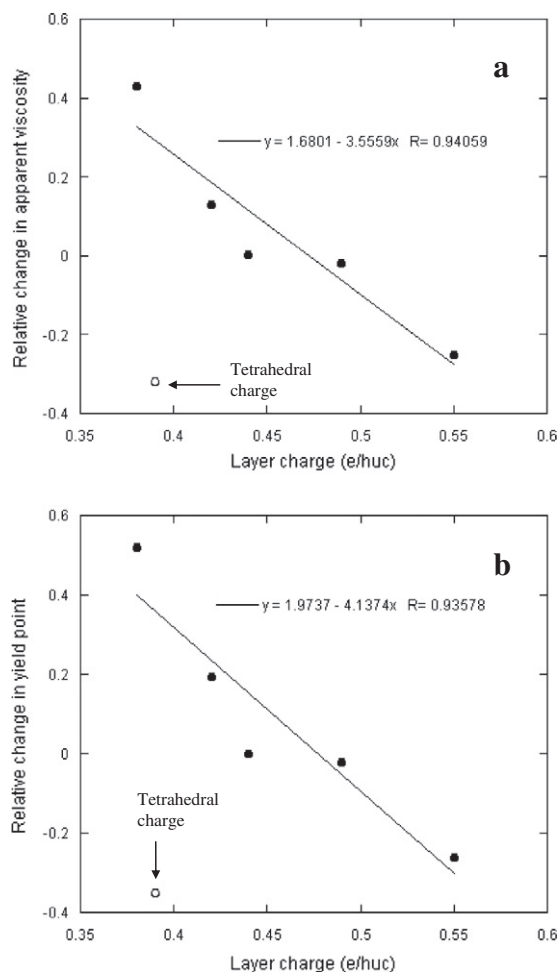 a
0.6
0.4
0.2
0
-0.2
-0.4
Relative change in apparent viscosity
y = 1.6801 - 3.5559x R= 0.94059
Tetrahedral
charge
0.35 0.4 0.45 0.5 0.55 0.6
Layer charge (e/huc)
b
0.6
0.4
0.2
0
-0.2
-0.4
Relative change in yield point
y = 1.9737 - 4.1374x R= 0.93578
Tetrahedral
charge
0.35 0.4 0.45 0.5 0.55 0.6
Layer charge (e/huc)